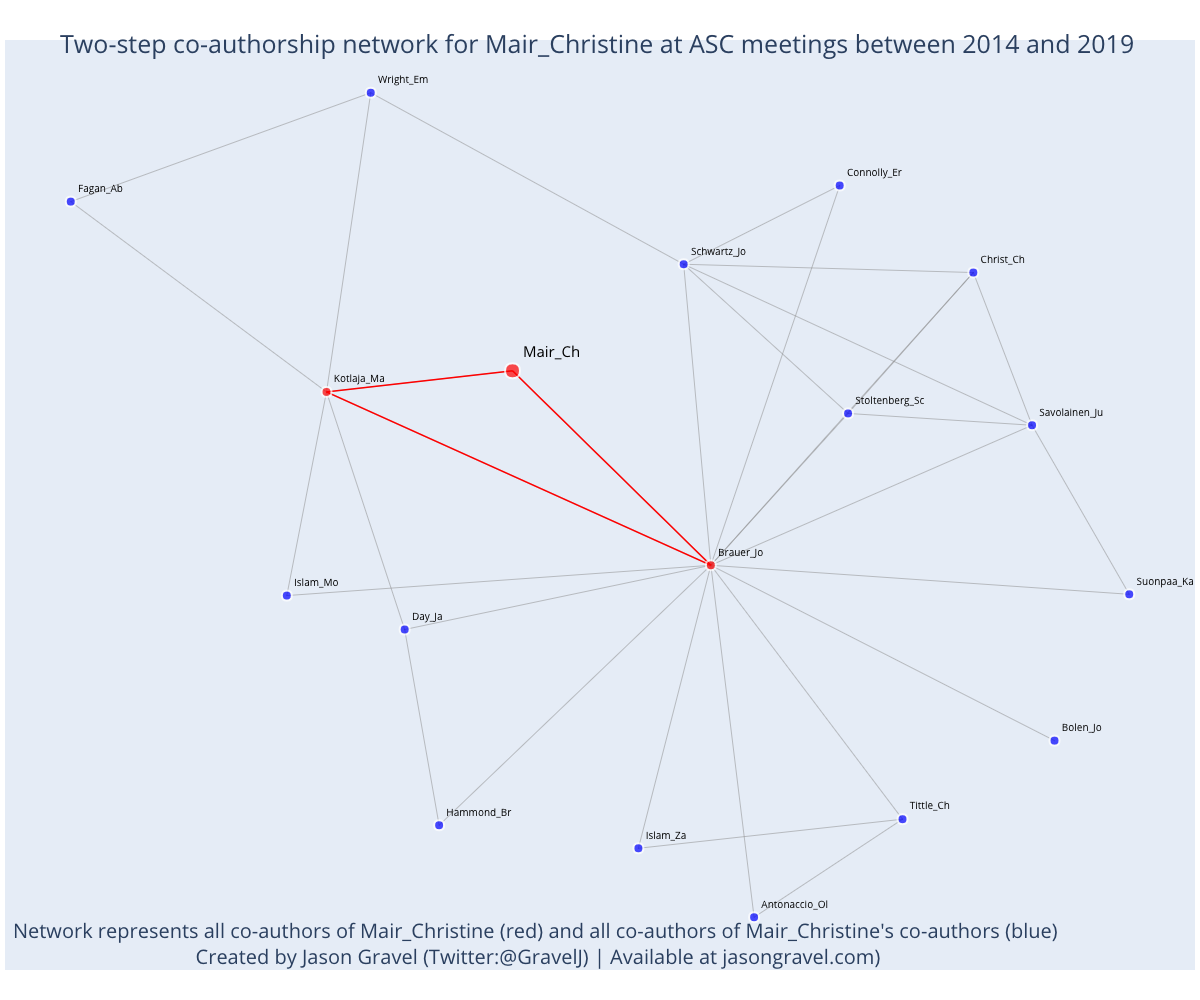 Two-step co-authorship network for Mair_Christine at ASC meetings between 2014 and 2019
Wright_Em
Connolly_Er
Fagan_Ab
Schwartz_Jo
Christ_Ch
Mair_Ch
Kotlaja_Ma
Stoltenberg_Sc
Savolainen_Ju
Brauer_Jo
Islam_Mo
Suonpaa_Ka
Day_Ja
Bolen_Jo
Tittle_Ch
Hammond_Br
Islam_Za
Antonaccio_Ol
Network represents all co-authors of Mair_Christine (red) and all co-authors of Mair_Christine's co-authors (blue)
Created by Jason Gravel (Twitter:@GravelJ) | Available at jasongravel.com)